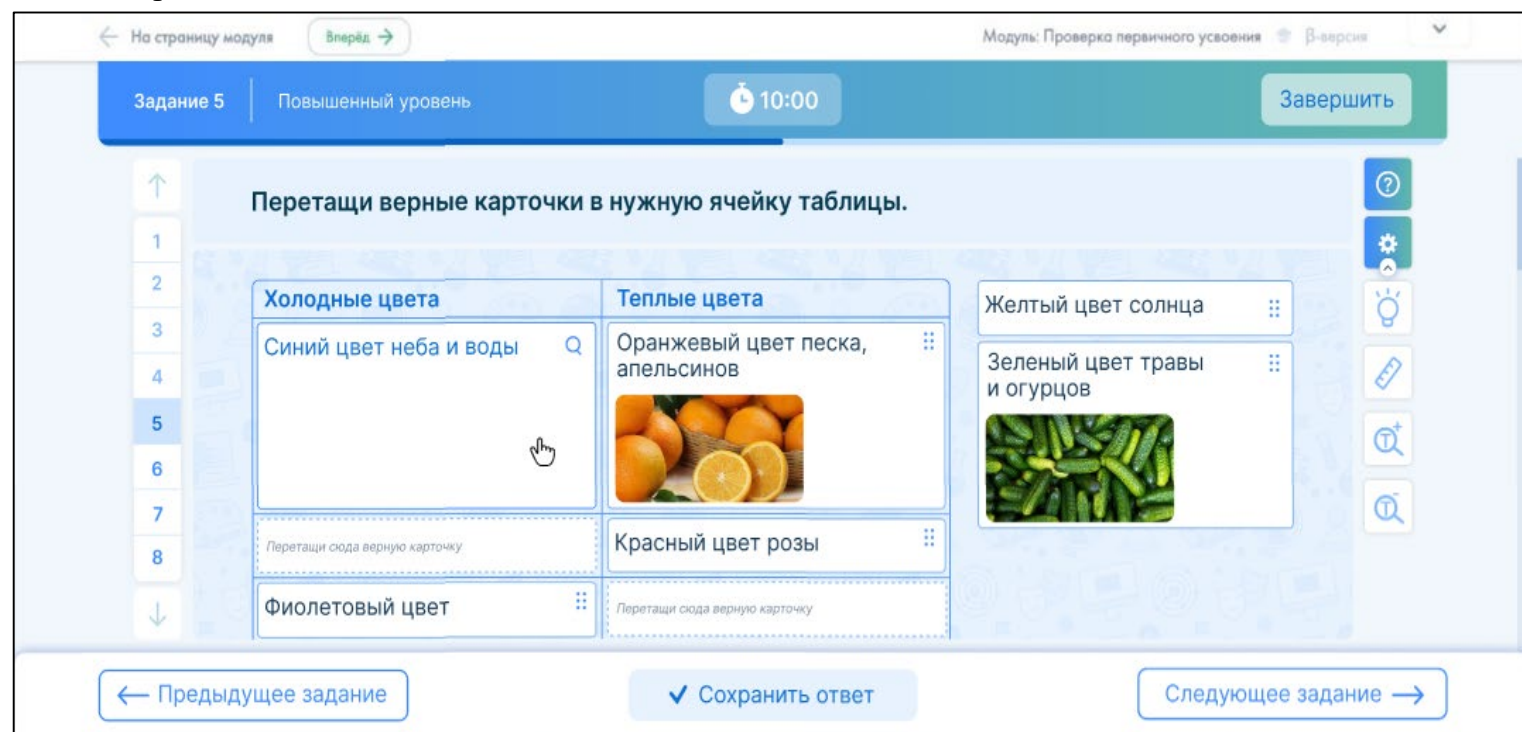 На страницу модуля
Вперёд
Модуль: Проверка первичного усвоения
β-версия
Задание 5
Повышенный уровень
10:00
Завершить
Перетащи верные карточки в нужную ячейку таблицы.
1
2
3
4
5
6
7
8
Холодные цвета
Теплые цвета
Синий цвет неба и воды
Оранжевый цвет песка,
апельсинов
Перетащи сюда верную карточку
Красный цвет розы
Фиолетовый цвет
Перетащи сюда верную карточку
Желтый цвет солнца
Зеленый цвет травы
и огурцов
Предыдущее задание
Сохранить ответ
Следующее задание